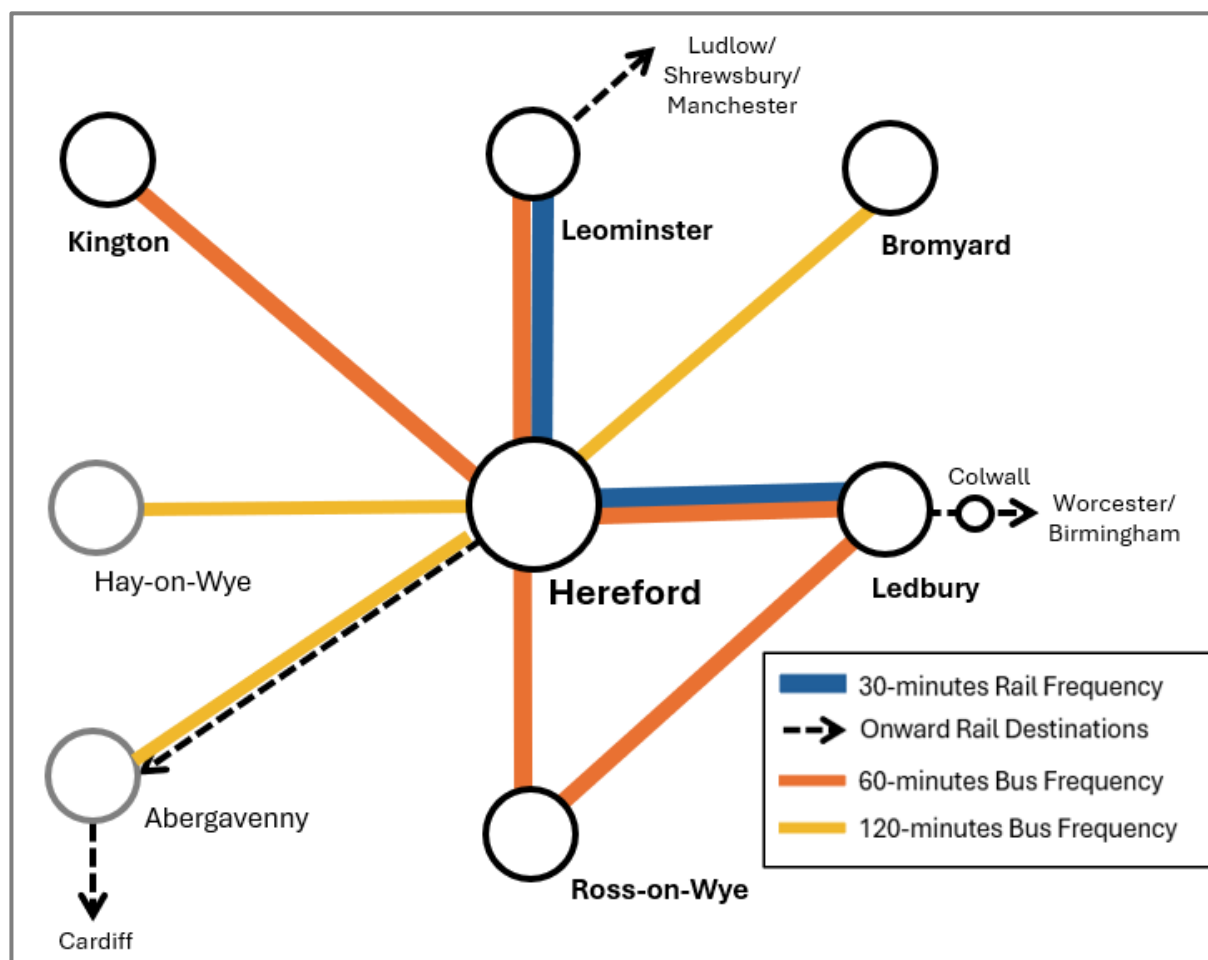 Ludlow/
Shrewsbury/
Manchester
Kington
Leominster
Bromyard
Colwall
Worcester/
Birmingham
Hay-on-Wye
Hereford
Ledbury
30-minutes Rail Frequency
Onward Rail Destinations
60-minutes Bus Frequency
120-minutes Bus Frequency
Abergavenny
Ross-on-Wye
Cardiff